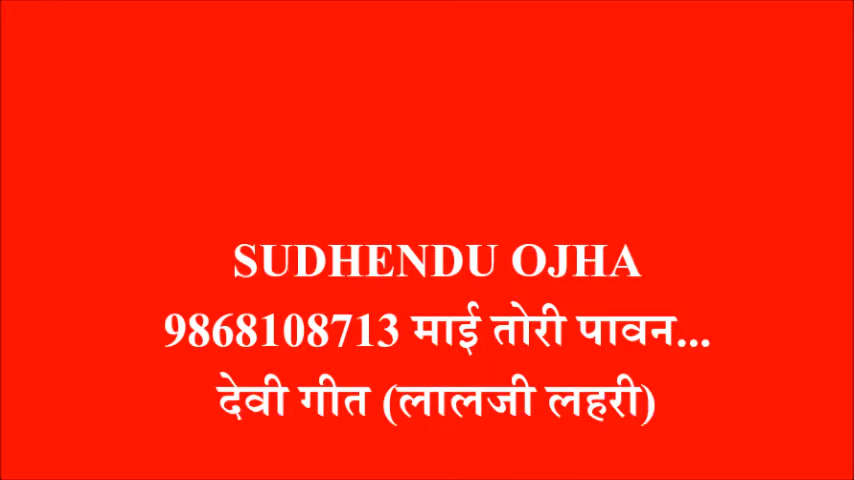 SUDHENDU OJHA
9868108713 माई तोरी पावन...
देवी गीत (लालजी लहरी)